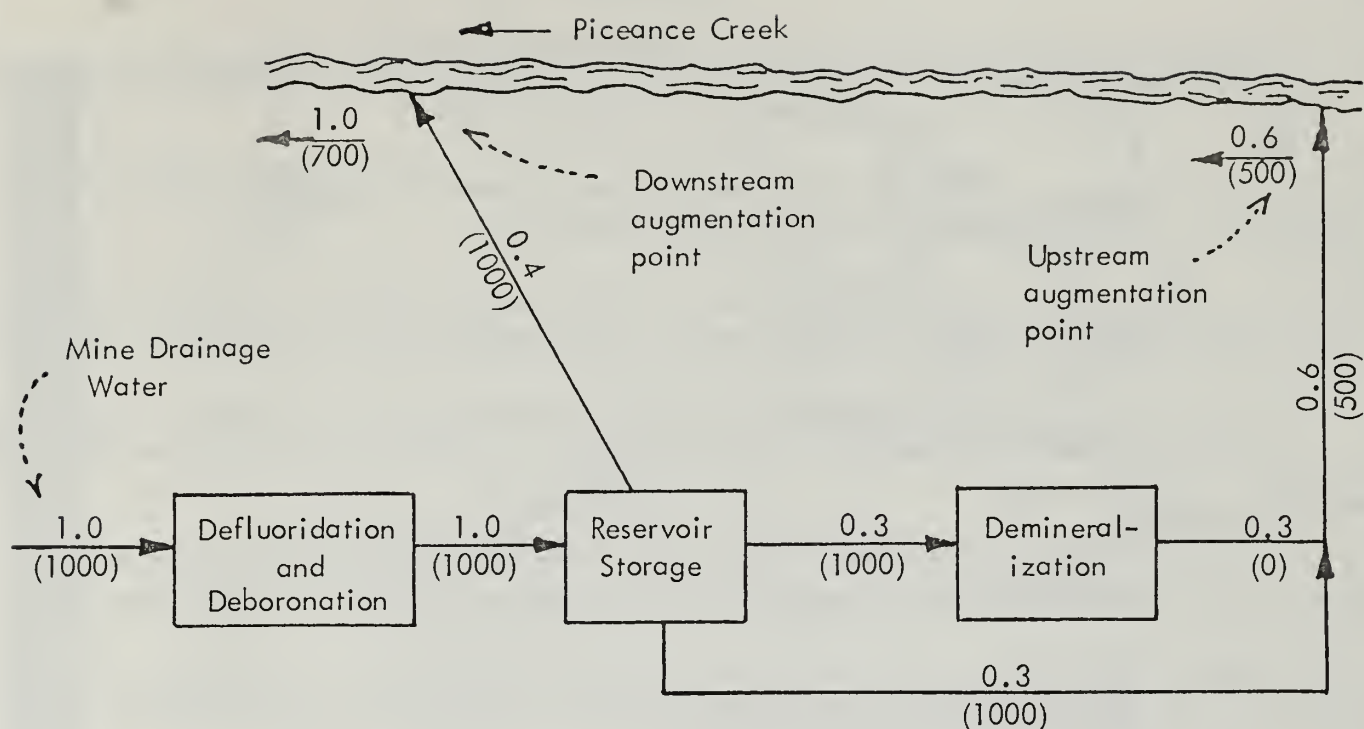 Piceance Creek
1.0
(700)
0.6
(500)
Downstream
augmentation
point
Upstream
augmentation
point
0.4
(1000)
0.6
(500)
Mine Drainage
Water
1.0
(1000)
Defluoridation
and
Deboronation
1.0
(1000)
Reservoir
Storage
0.3
(1000)
Demineral-
ization
0.3
(0)
0.3
(1000)